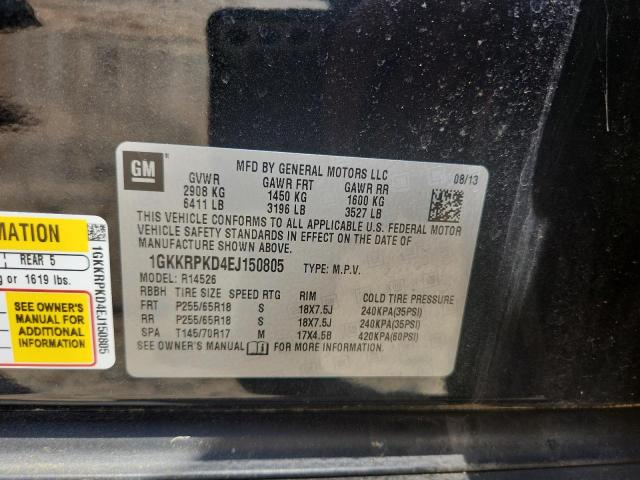 GM
®
MFD BY GENERAL MOTORS LLC
08/13
GVWR GAWR FRT GAWR RR
2908 KG 1450 KG 1600 KG
6411 LB 3196 LB 3527 LB
THIS VEHICLE CONFORMS TO ALL APPLICABLE U.S. FEDERAL MOTOR
VEHICLE SAFETY STANDARDS IN EFFECT ON THE DATE OF
MANUFACTURE SHOWN ABOVE.
1GKKRPKD4EJ150805 TYPE: M.P.V.
MODEL: R14526
RBBH TIRE SIZE SPEED RTG RIM COLD TIRE PRESSURE
FRT P255/65R18 S 18X7.5J 240KPA(35PSI)
RR P255/65R18 S 18X7.5J 240KPA(35PSI)
SPA T145/70R17 M 17X4.5B 420KPA(60PSI)
SEE OWNER'S MANUAL FOR MORE INFORMATION.
MATION
REAR 5
or 1619 lbs.
SEE OWNER'S
MANUAL FOR
ADDITIONAL
INFORMATION
1GKKRPKD4EJ150805